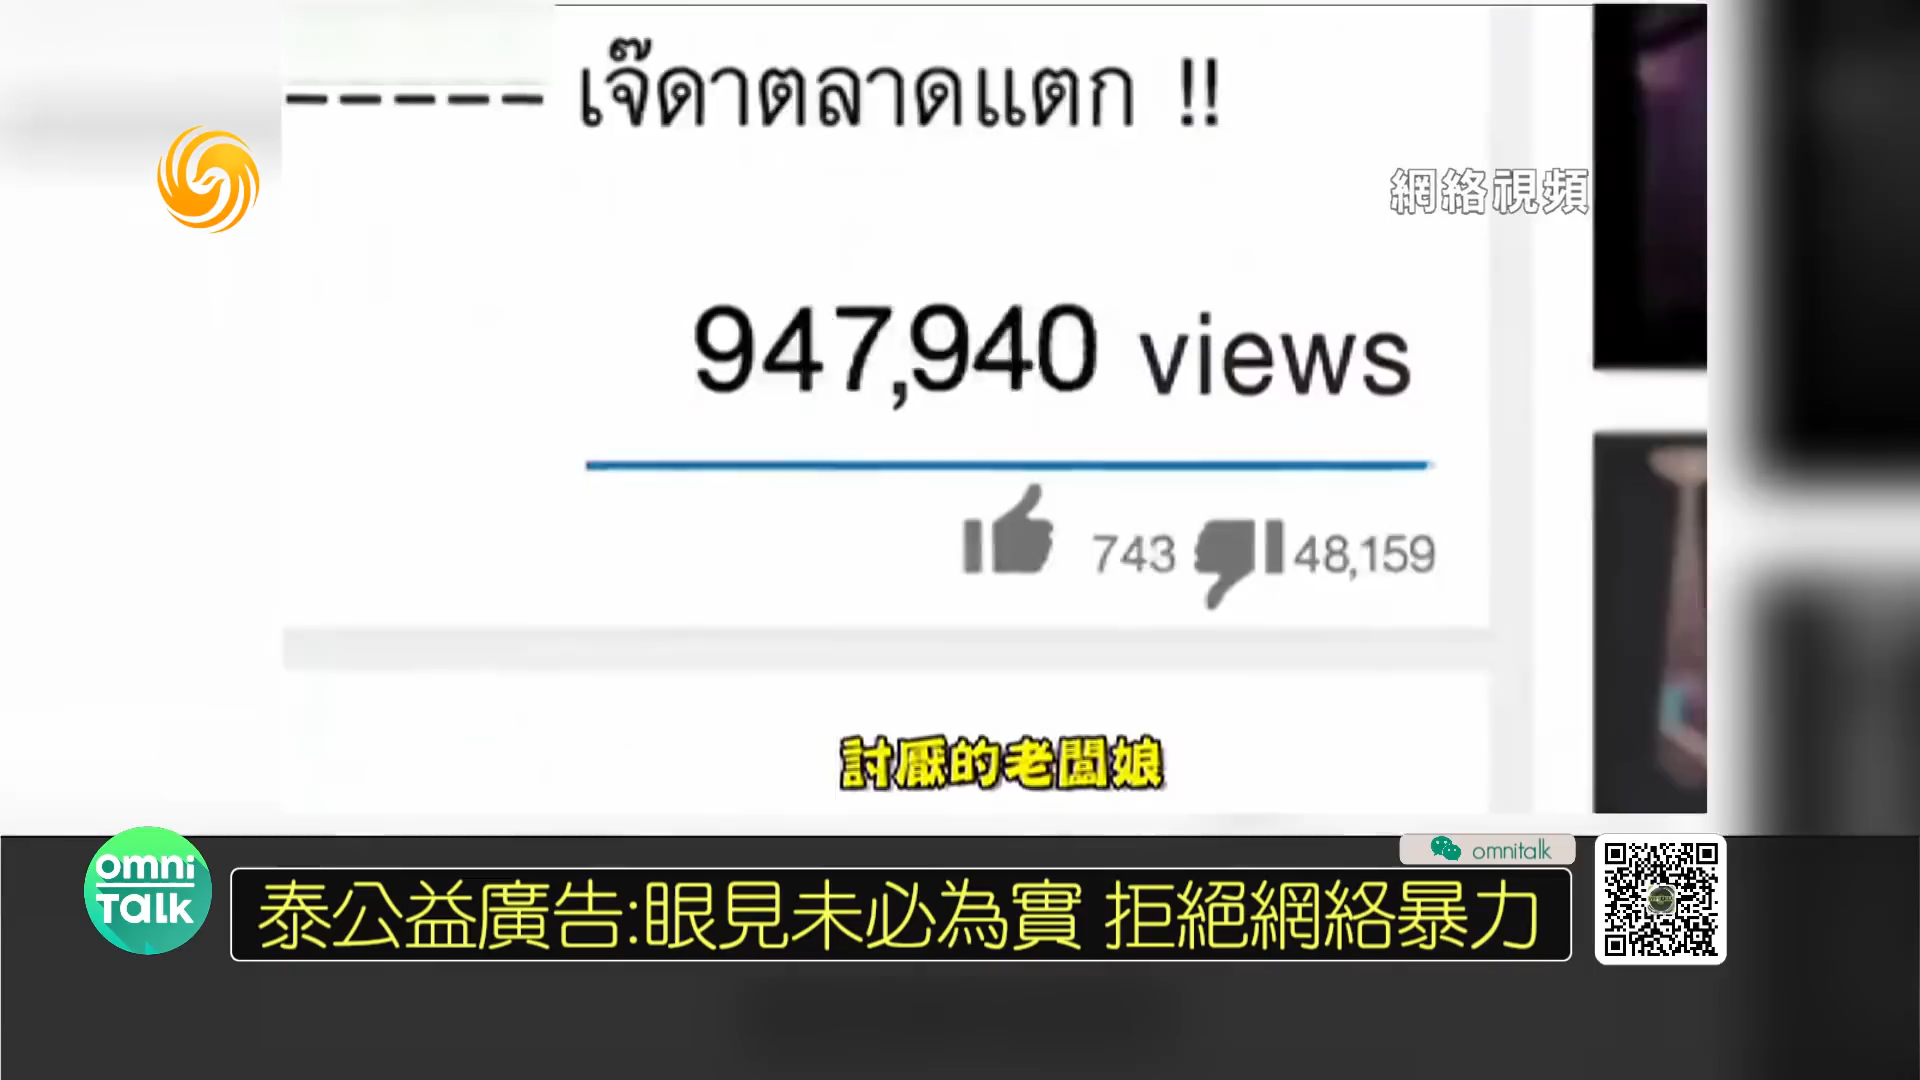 เจ๊ดาตลาดแตก !!
網絡視頻
947,940 views
743 48,159
討厭的老闆娘
omnitalk
omni
Talk
泰公益廣告:眼見未必為實 拒絕網絡暴力